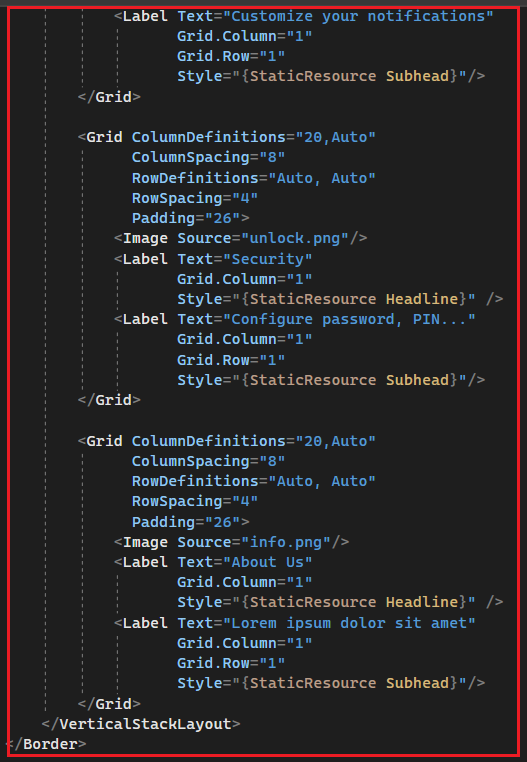 <Label Text="Customize your notifications"
Grid.Column="1"
Grid.Row="1"
Style="{StaticResource Subhead}"/>
</Grid>
<Grid ColumnDefinitions="20,Auto"
ColumnSpacing="8"
RowDefinitions="Auto, Auto"
RowSpacing="4"
Padding="26">
<Image Source="unlock.png"/>
<Label Text="Security"
Grid.Column="1"
Style="{StaticResource Headline}" />
<Label Text="Configure password, PIN..."
Grid.Column="1"
Grid.Row="1"
Style="{StaticResource Subhead}"/>
</Grid>
<Grid ColumnDefinitions="20,Auto"
ColumnSpacing="8"
RowDefinitions="Auto, Auto"
RowSpacing="4"
Padding="26">
<Image Source="info.png"/>
<Label Text="About Us"
Grid.Column="1"
Style="{StaticResource Headline}" />
<Label Text="Lorem ipsum dolor sit amet"
Grid.Column="1"
Grid.Row="1"
Style="{StaticResource Subhead}"/>
</Grid>
</VerticalStackLayout>
</Border>